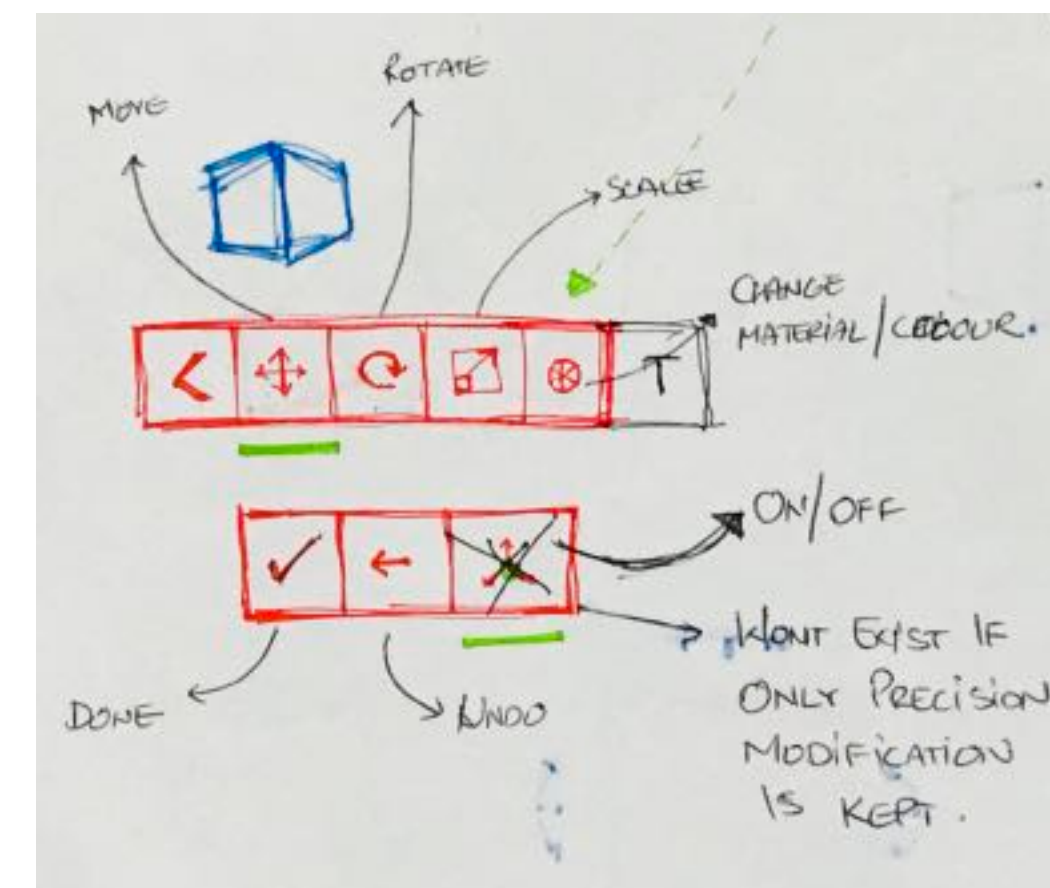 ROTATE
MOVE
SCALE
CHANGE
MATERIAL/COLOUR.
T
ON/OFF
WONT EXIST IF
ONLY PRECISION
MODIFICATION
IS KEPT.
DONE
UNDO